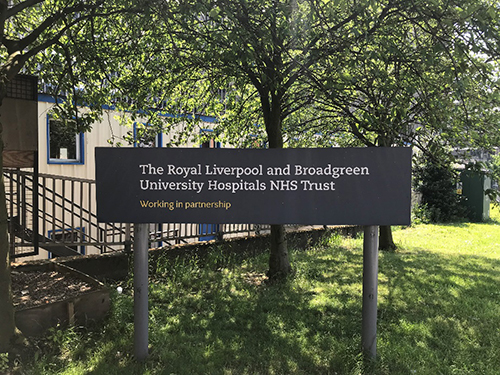 The Royal Liverpool and Broadgreen
University Hospitals NHS Trust
Working in partnership